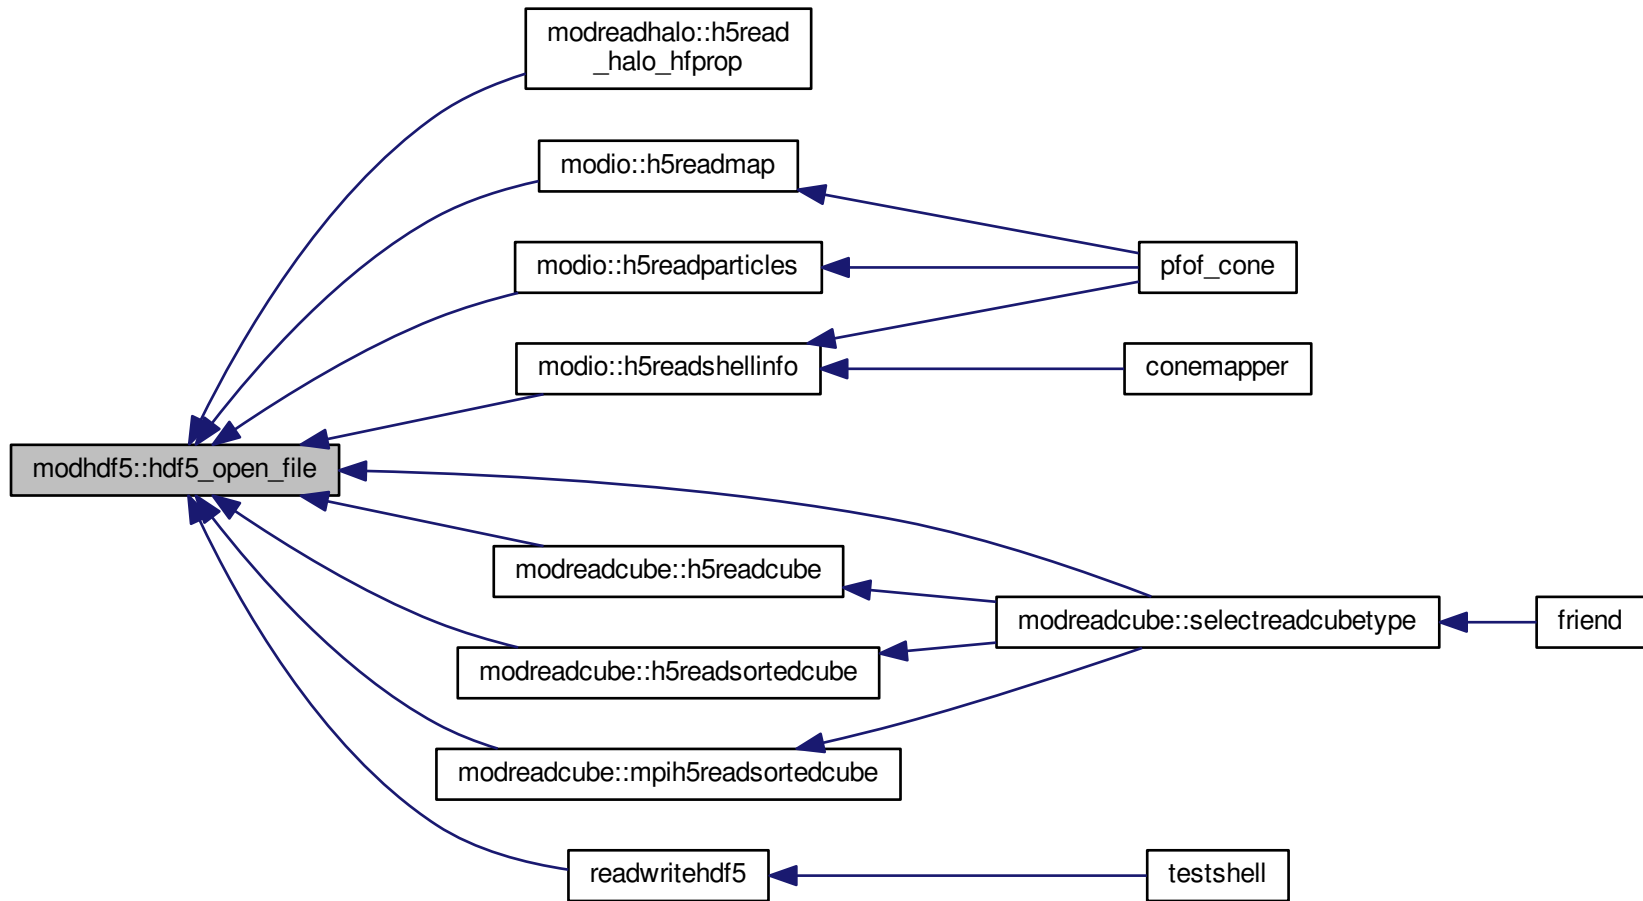 modreadhalo::h5read
_halo_hfprop
modio::h5readmap
modio::h5readparticles
pfof_cone
modio::h5readshellinfo
conemapper
modhdf5::hdf5_open_file
modreadcube::h5readcube
modreadcube::selectreadcubetype
friend
modreadcube::h5readsortedcube
modreadcube::mpih5readsortedcube
readwritehdf5
testshell